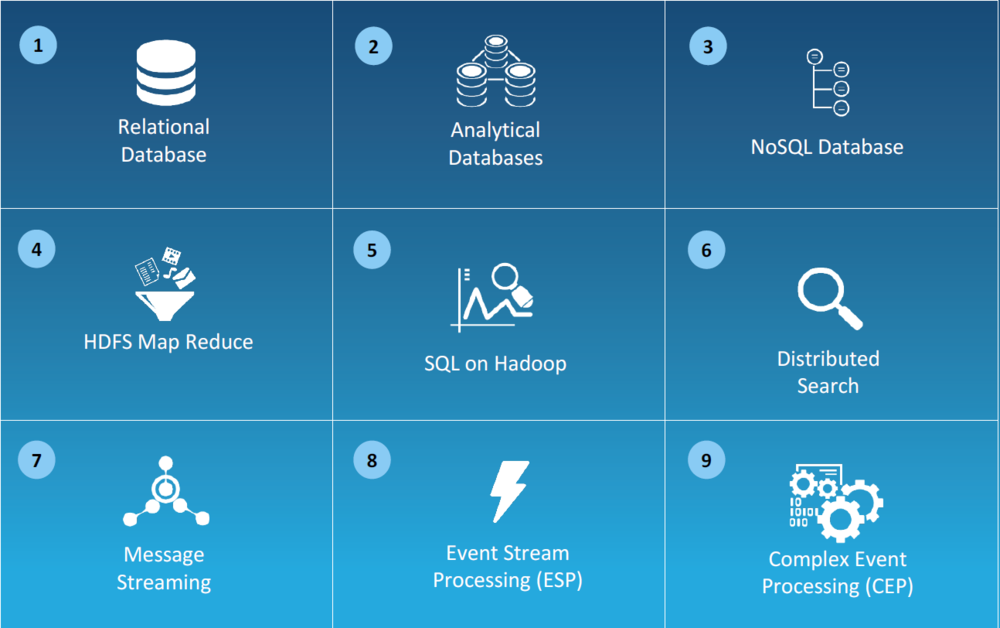 1
Relational
Database
2
Analytical
Databases
3
NoSQL Database
4
HDFS Map Reduce
5
SQL on Hadoop
6
Distributed
Search
7
Message
Streaming
8
Event Stream
Processing (ESP)
9
Complex Event
Processing (CEP)